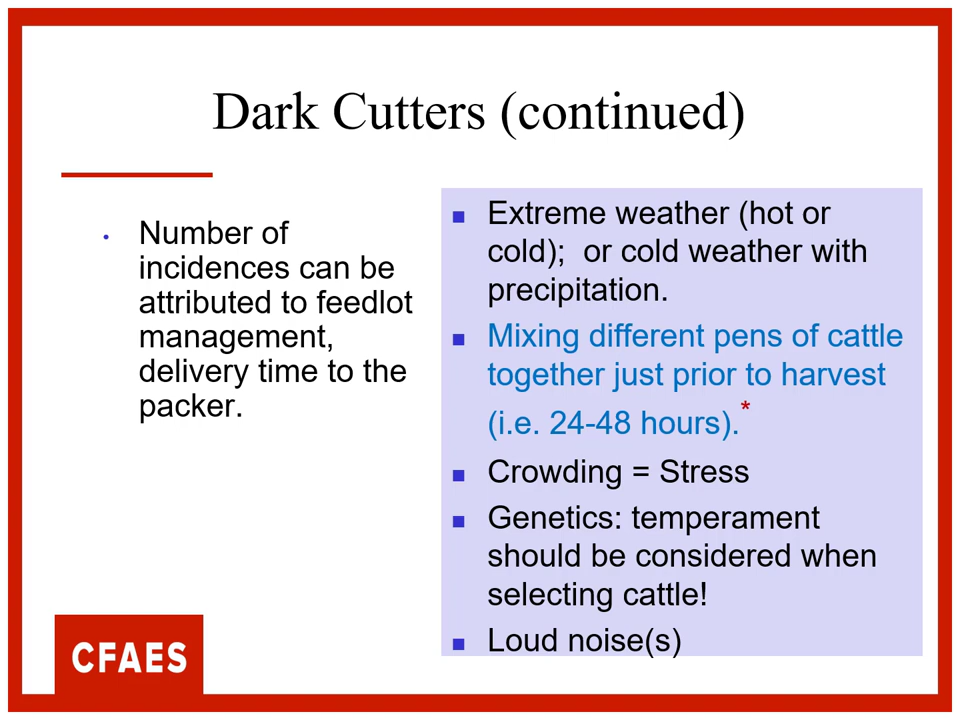 Dark Cutters (continued)
• Number of
incidences can be
attributed to feedlot
management,
delivery time to the
packer.
■ Extreme weather (hot or
cold);  or cold weather with
precipitation.
■ Mixing different pens of cattle
together just prior to harvest
(i.e. 24-48 hours).*
■ Crowding = Stress
■ Genetics: temperament
should be considered when
selecting cattle!
■ Loud noise(s)
CFAES